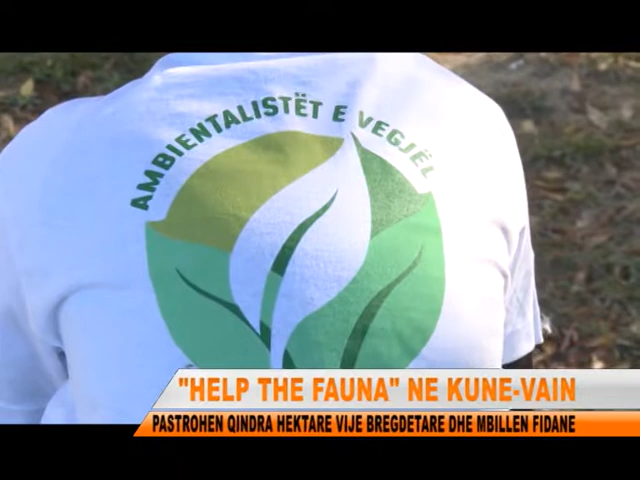 AMBIENTALISTËT E VEGJËL
"HELP THE FAUNA" NE KUNE-VAIN
PASTROHEN QINDRA HEKTARE VIJE BREGDETARE DHE MBILLEN FIDANE